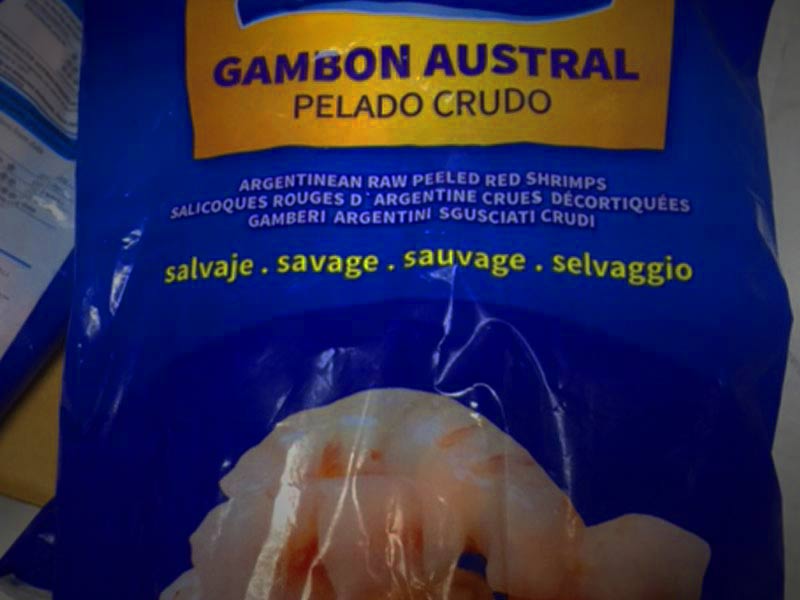 GAMBON AUSTRAL
PELADO CRUDO
ARGENTINEAN RAW PEELED RED SHRIMPS
SALICOQUES ROUGES D`ARGENTINE CRUES DÉCORTIQUÉES
GAMBERI ARGENTINI SGUSCIATI CRUDI
salvaje . savage . sauvage . selvaggio